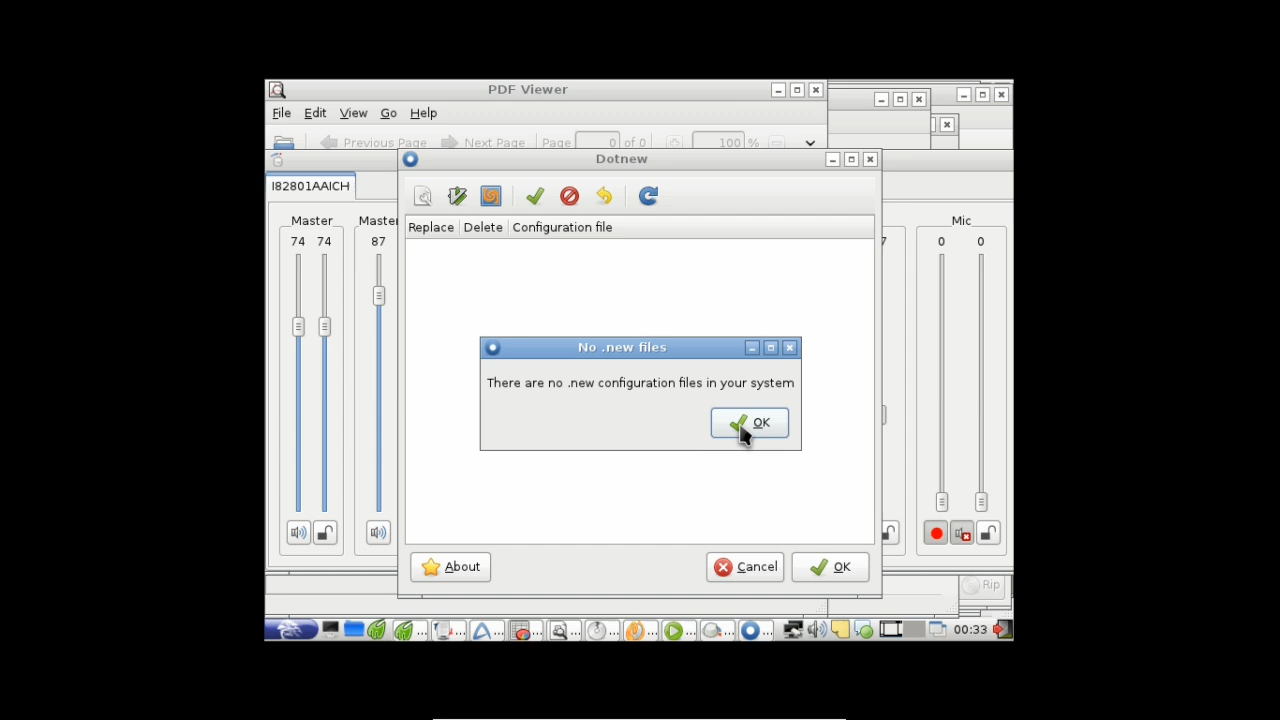 PDF Viewer
File Edit View Go Help
Previous Page Next Page Page 0 of 0 100 %
Dotnew
I82801AAICH
Replace Delete Configuration file
Master Master Mic
74 74 87 7 0 0
No .new files
There are no .new configuration files in your system
OK
About Cancel OK
Rip
00:33